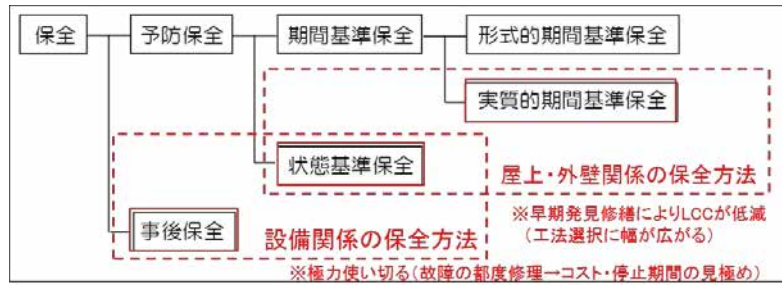 保全
予防保全
期間基準保全
形式的期間基準保全
実質的期間基準保全
状態基準保全
屋上・外壁関係の保全方法
※早期発見修繕によりLCCが低減
(工法選択に幅が広がる)
事後保全
設備関係の保全方法
※極力使い切る(故障の都度修理→コスト・停止期間の見極め)